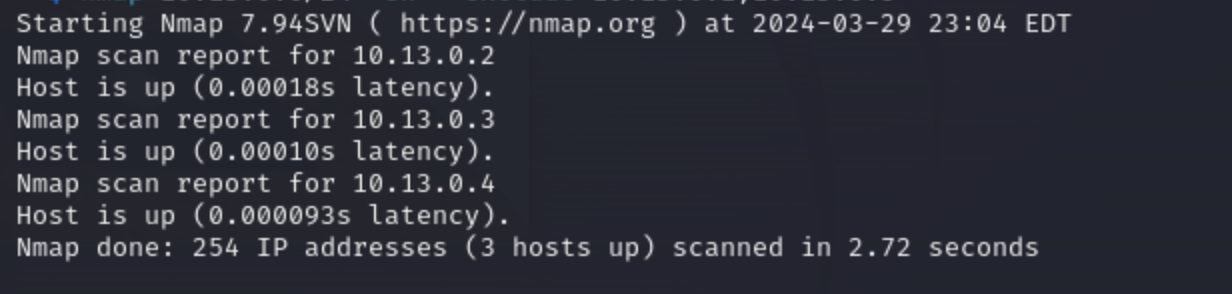 Starting Nmap 7.94SVN ( https://nmap.org ) at 2024-03-29 23:04 EDT
Nmap scan report for 10.13.0.2
Host is up (0.00018s latency).
Nmap scan report for 10.13.0.3
Host is up (0.00010s latency).
Nmap scan report for 10.13.0.4
Host is up (0.000093s latency).
Nmap done: 254 IP addresses (3 hosts up) scanned in 2.72 seconds